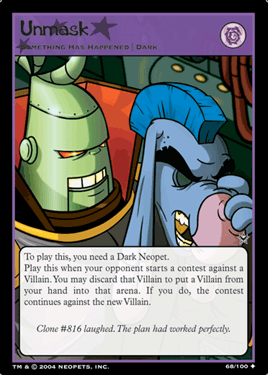 Unmask
Something Has Happened | Dark
To play this, you need a Dark Neopet.
Play this when your opponent starts a contest against a
Villain. You may discard that Villain to put a Villain from
your hand into that arena. If you do, the contest
continues against the new Villain.
Clone #816 laughed. The plan had worked perfectly.
TM & © 2004 NEOPETS, INC.
68/100 ◆